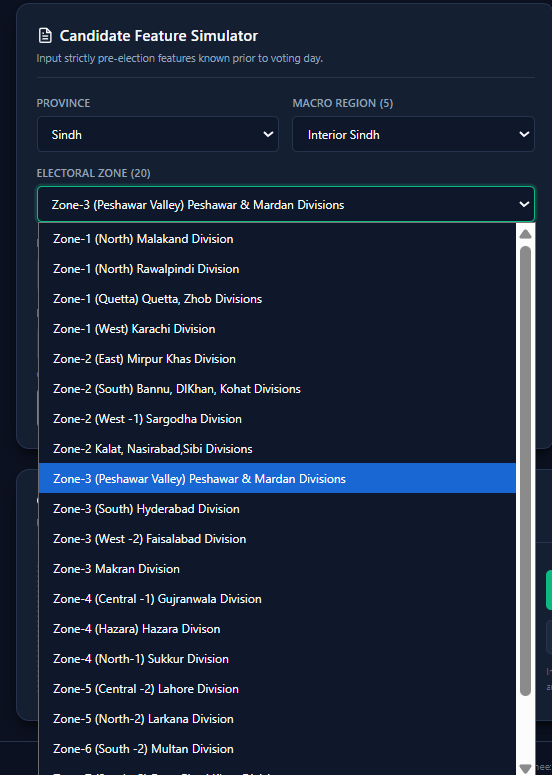 Candidate Feature Simulator
Input strictly pre-election features known prior to voting day.
PROVINCE
MACRO REGION (5)
Sindh
Interior Sindh
ELECTORAL ZONE (20)
Zone-3 (Peshawar Valley) Peshawar & Mardan Divisions
Zone-1 (North) Malakand Division
Zone-1 (North) Rawalpindi Division
Zone-1 (Quetta) Quetta, Zhob Divisions
Zone-1 (West) Karachi Division
Zone-2 (East) Mirpur Khas Division
Zone-2 (South) Bannu, DIKhan, Kohat Divisions
Zone-2 (West -1) Sargodha Division
Zone-2 Kalat, Nasirabad,Sibi Divisions
Zone-3 (Peshawar Valley) Peshawar & Mardan Divisions
Zone-3 (South) Hyderabad Division
Zone-3 (West -2) Faisalabad Division
Zone-3 Makran Division
Zone-4 (Central -1) Gujranwala Division
Zone-4 (Hazara) Hazara Divison
Zone-4 (North-1) Sukkur Division
Zone-5 (Central -2) Lahore Division
Zone-5 (North-2) Larkana Division
Zone-6 (South -2) Multan Division